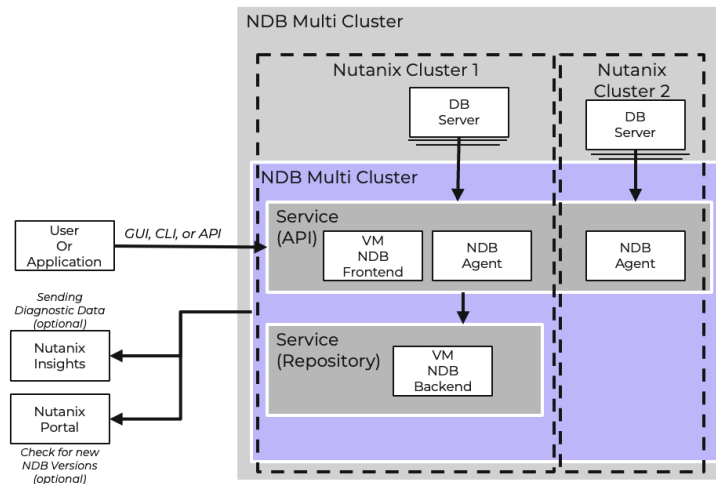 NDB Multi Cluster
Nutanix Cluster 1
Nutanix
Cluster 2
DB
Server
DB
Server
NDB Multi Cluster
User
Or
Application
GUI, CLI, or API
Service
(API)
VM
NDB
Frontend
NDB
Agent
NDB
Agent
Sending
Diagnostic Data
(optional)
Nutanix
Insights
Service
(Repository)
VM
NDB
Backend
Nutanix
Portal
Check for new
NDB Versions
(optional)